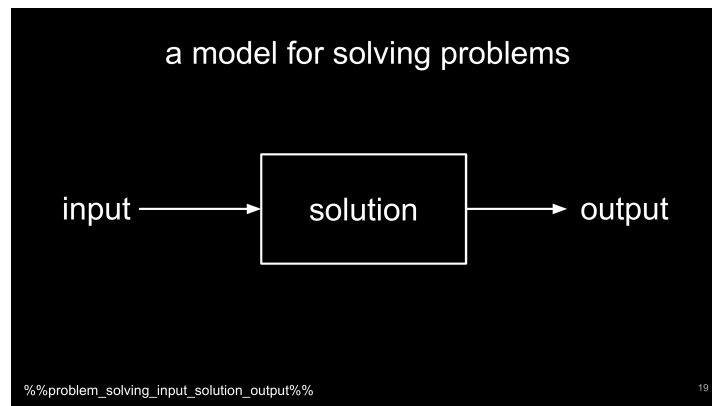 a model for solving problems
input
solution
output
%%problem_solving_input_solution_output%%
19